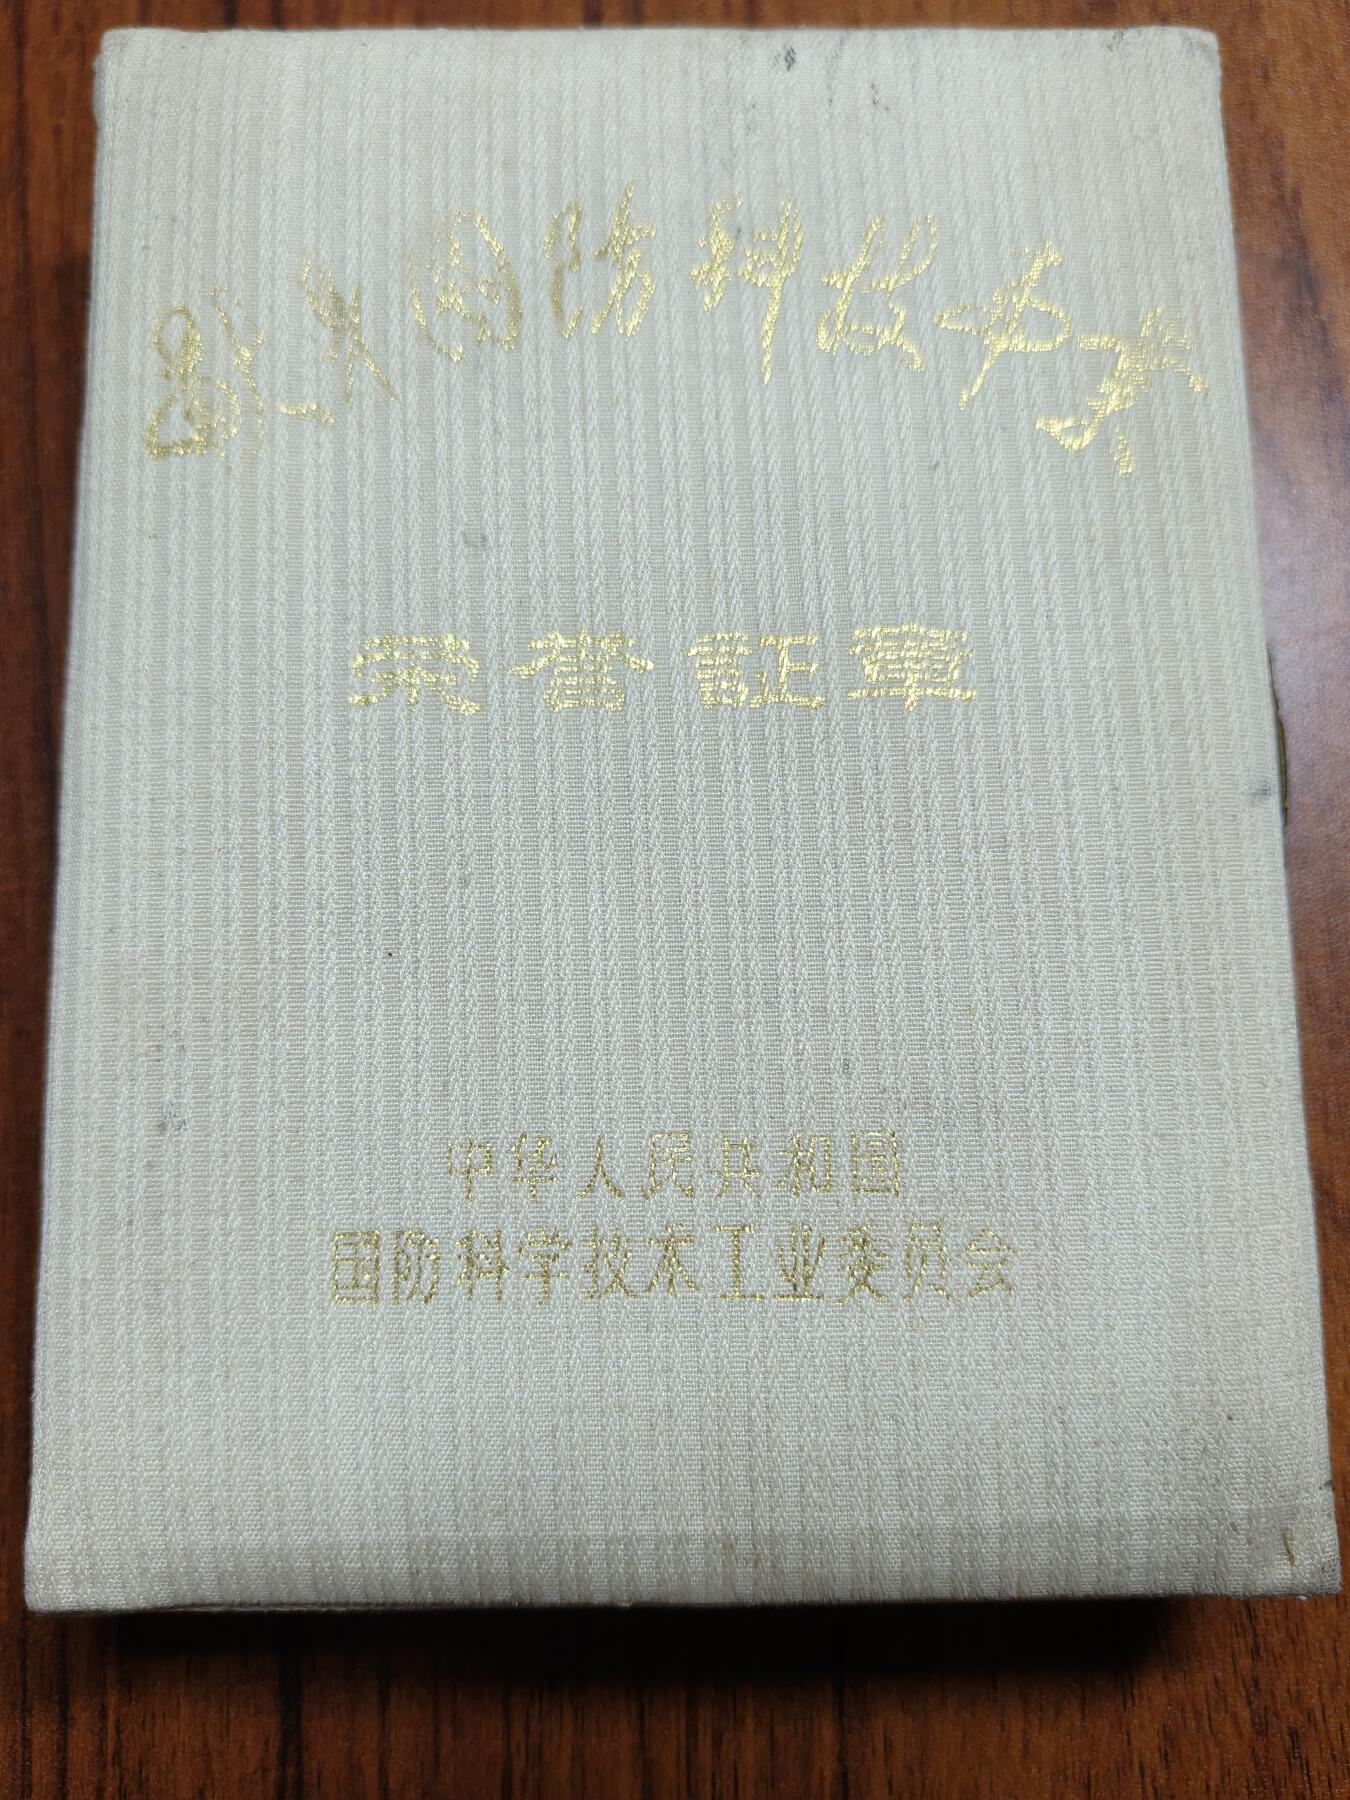 献身国防科技事业
荣誉証章
中华人民共和国
国防科学技术工业委员会